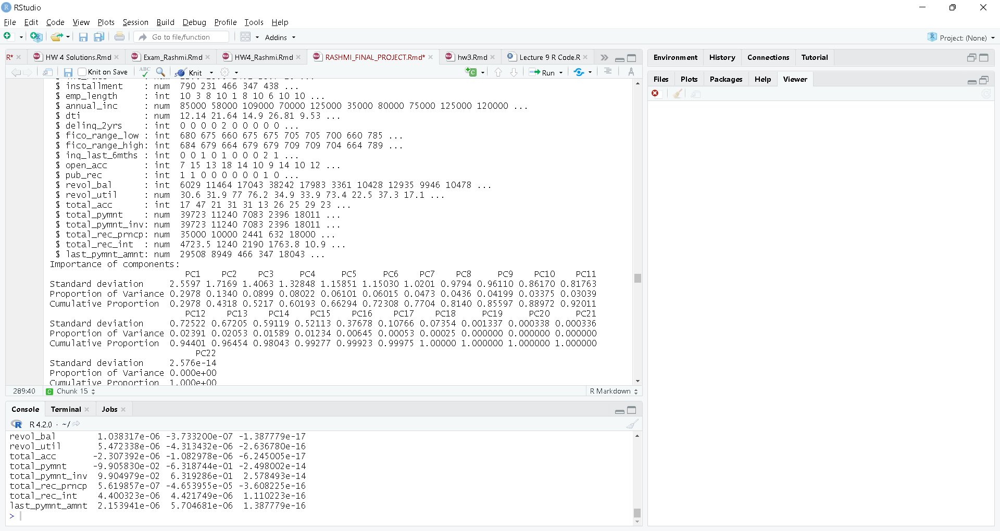 RStudio
File Edit Code View Plots Session Build Debug Profile Tools Help
Go to file/function Addins Project: (None)
R* HW 4 Solutions.Rmd Exam_Rashmi.Rmd HW4_Rashmi.Rmd RASHMI_FINAL_PROJECT.Rmd* hw3.Rmd Lecture 9 R Code.R
Knit on Save ABC Knit Run
$ installment : num 790 231 466 347 438 ...
$ emp_length : int 10 3 8 10 1 8 10 6 10 10 ...
$ annual_inc : num 85000 58000 109000 70000 125000 35000 80000 75000 125000 120000 ...
$ dti : num 12.14 21.64 14.9 26.81 9.53 ...
$ delinq_2yrs : int 0 0 0 0 2 0 0 0 0 0 ...
$ fico_range_low : int 680 675 660 675 675 705 705 700 660 785 ...
$ fico_range_high: int 684 679 664 679 679 709 709 704 664 789 ...
$ inq_last_6mths : int 0 0 1 0 1 0 0 0 2 1 ...
$ open_acc : int 7 15 13 18 14 10 9 14 10 12 ...
$ pub_rec : int 1 1 0 0 0 0 0 0 1 0 ...
$ revol_bal : int 6029 11464 17043 38242 17983 3361 10428 12935 9946 10478 ...
$ revol_util : num 30.6 31.9 77 76.2 34.9 33.9 73.4 22.5 37.3 17.1 ...
$ total_acc : int 17 47 21 31 31 13 26 25 29 23 ...
$ total_pymnt : num 39723 11240 7083 2396 18011 ...
$ total_pymnt_inv: num 39723 11240 7083 2396 18011 ...
$ total_rec_prncp: num 35000 10000 2441 632 18000 ...
$ total_rec_int : num 4723.5 1240 2190 1763.8 10.9 ...
$ last_pymnt_amnt: num 29508 8949 466 347 18043 ...
Importance of components:
PC1 PC2 PC3 PC4 PC5 PC6 PC7 PC8 PC9 PC10 PC11
Standard deviation 2.5597 1.7169 1.4063 1.32848 1.15851 1.15030 1.0201 0.9794 0.96110 0.86170 0.81763
Proportion of Variance 0.2978 0.1340 0.0899 0.08022 0.06101 0.06015 0.0473 0.0436 0.04199 0.03375 0.03039
Cumulative Proportion 0.2978 0.4318 0.5217 0.60193 0.66294 0.72308 0.7704 0.8140 0.85597 0.88972 0.92011
PC12 PC13 PC14 PC15 PC16 PC17 PC18 PC19 PC20 PC21
Standard deviation 0.72522 0.67205 0.59119 0.52113 0.37678 0.10766 0.07354 0.001337 0.000338 0.000336
Proportion of Variance 0.02391 0.02053 0.01589 0.01234 0.00645 0.00053 0.00025 0.000000 0.000000 0.000000
Cumulative Proportion 0.94401 0.96454 0.98043 0.99277 0.99923 0.99975 1.00000 1.000000 1.000000 1.000000
PC22
Standard deviation 2.576e-14
Proportion of Variance 0.000e+00
Cumulative Proportion 1.000e+00
289:40 Chunk 15 R Markdown
Console Terminal Jobs
R 4.2.0 · ~/
revol_bal 1.038317e-06 -3.733200e-07 -1.387779e-17
revol_util 5.472338e-06 -4.313432e-06 -2.636780e-16
total_acc -2.307392e-06 -1.082978e-06 -6.245005e-17
total_pymnt -9.905830e-02 -6.318744e-01 -2.498002e-14
total_pymnt_inv 9.904979e-02 6.319286e-01 2.578493e-14
total_rec_prncp 5.619857e-07 -4.653955e-05 -3.608225e-16
total_rec_int 4.400323e-06 4.421749e-06 1.110223e-16
last_pymnt_amnt 2.153941e-06 5.704681e-06 1.387779e-16
>
Environment History Connections Tutorial
Files Plots Packages Help Viewer